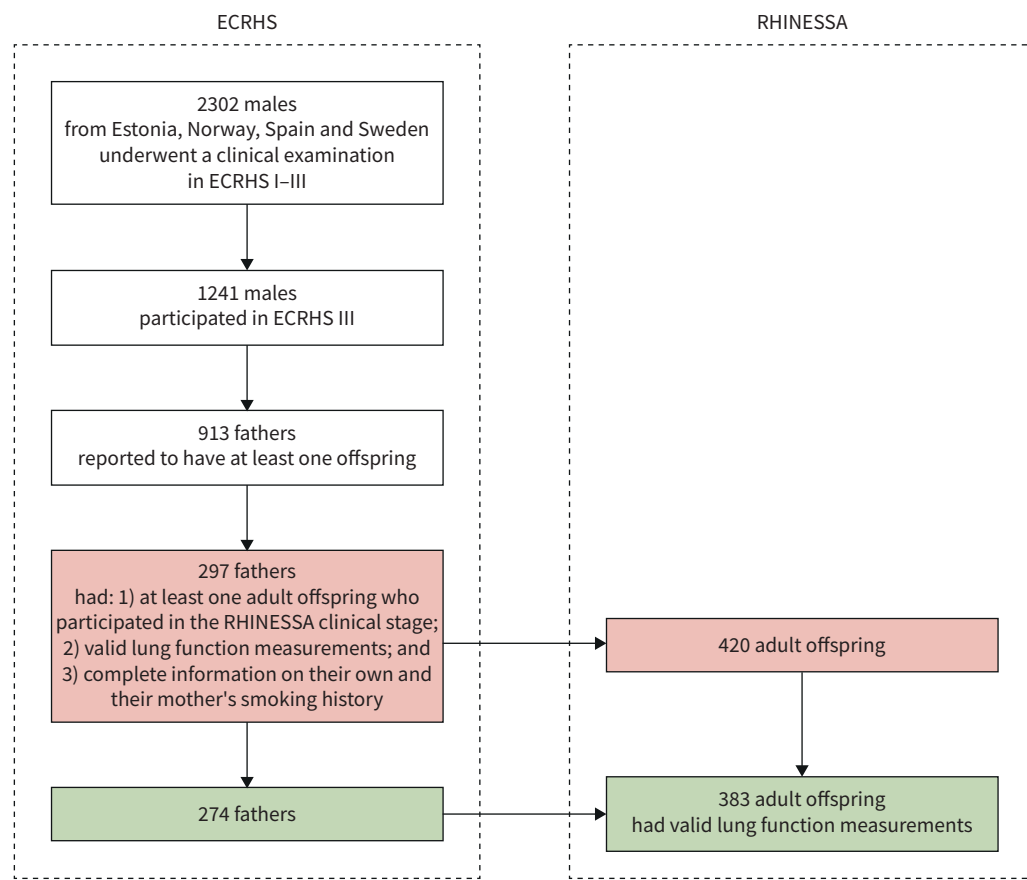 ECRHS
RHINESSA
2302 males
from Estonia, Norway, Spain and Sweden
underwent a clinical examination
in ECRHS I–III
1241 males
participated in ECRHS III
913 fathers
reported to have at least one offspring
297 fathers
had: 1) at least one adult offspring who
participated in the RHINESSA clinical stage;
2) valid lung function measurements; and
3) complete information on their own and
their mother's smoking history
420 adult offspring
274 fathers
383 adult offspring
had valid lung function measurements